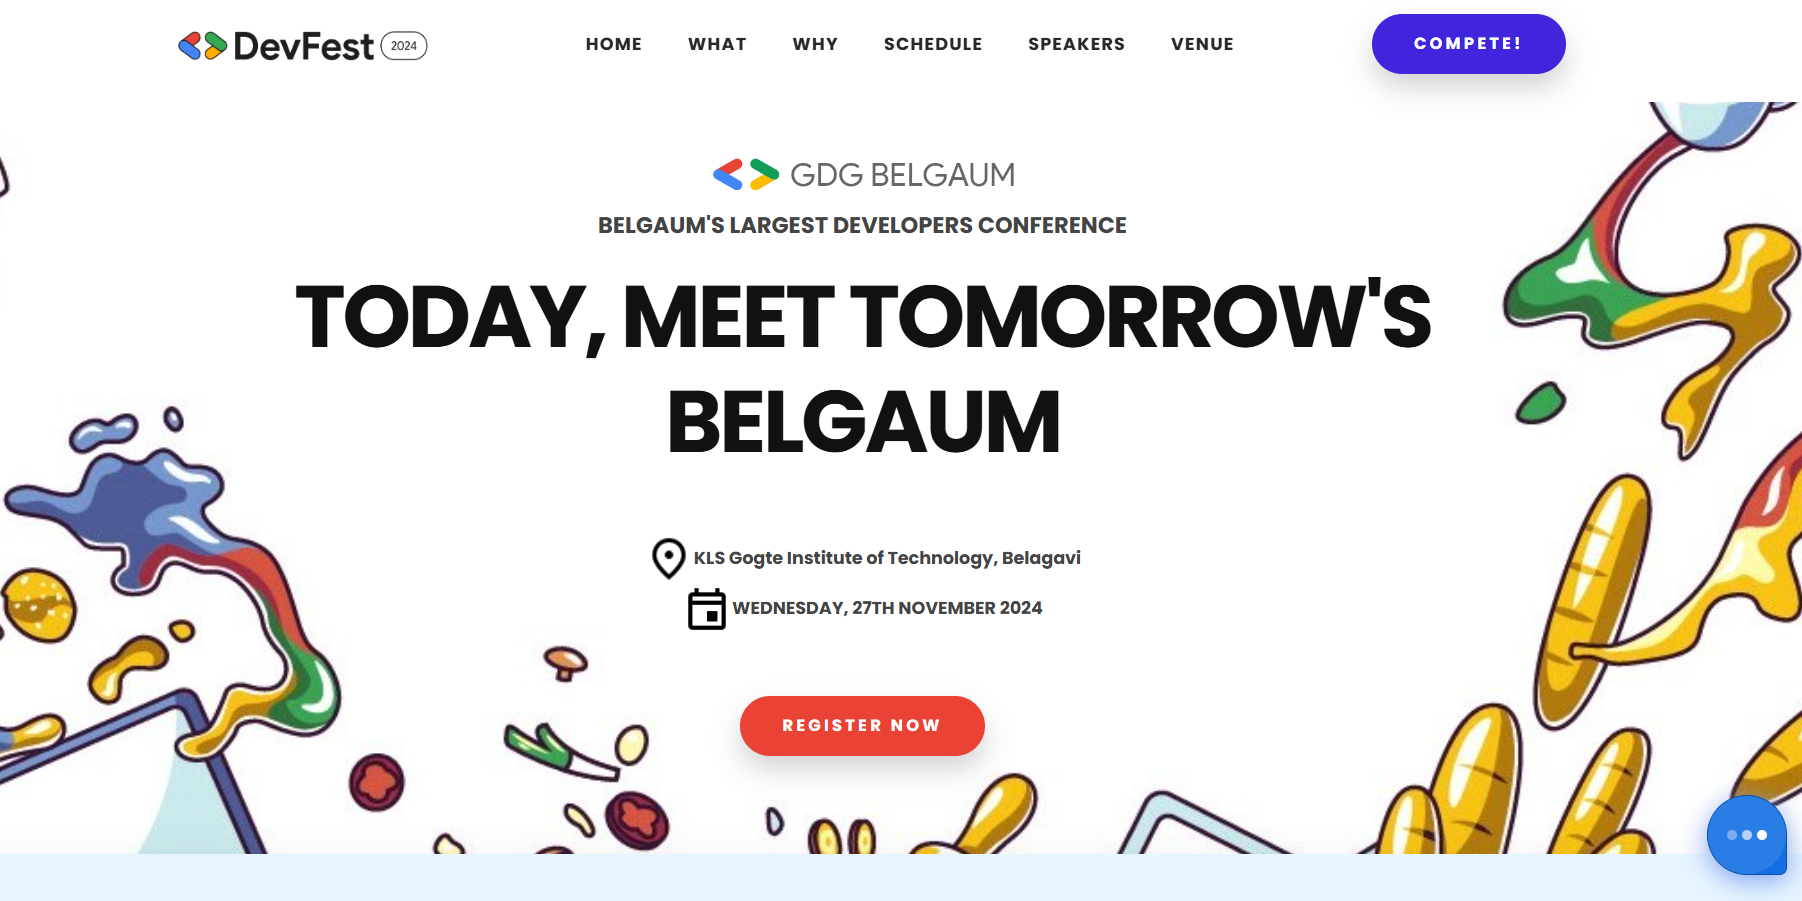 DevFest 2024
HOME WHAT WHY SCHEDULE SPEAKERS VENUE
COMPETE!
GDG BELGAUM
BELGAUM'S LARGEST DEVELOPERS CONFERENCE
TODAY, MEET TOMORROW'S
BELGAUM
KLS Gogte Institute of Technology, Belagavi
WEDNESDAY, 27TH NOVEMBER 2024
REGISTER NOW